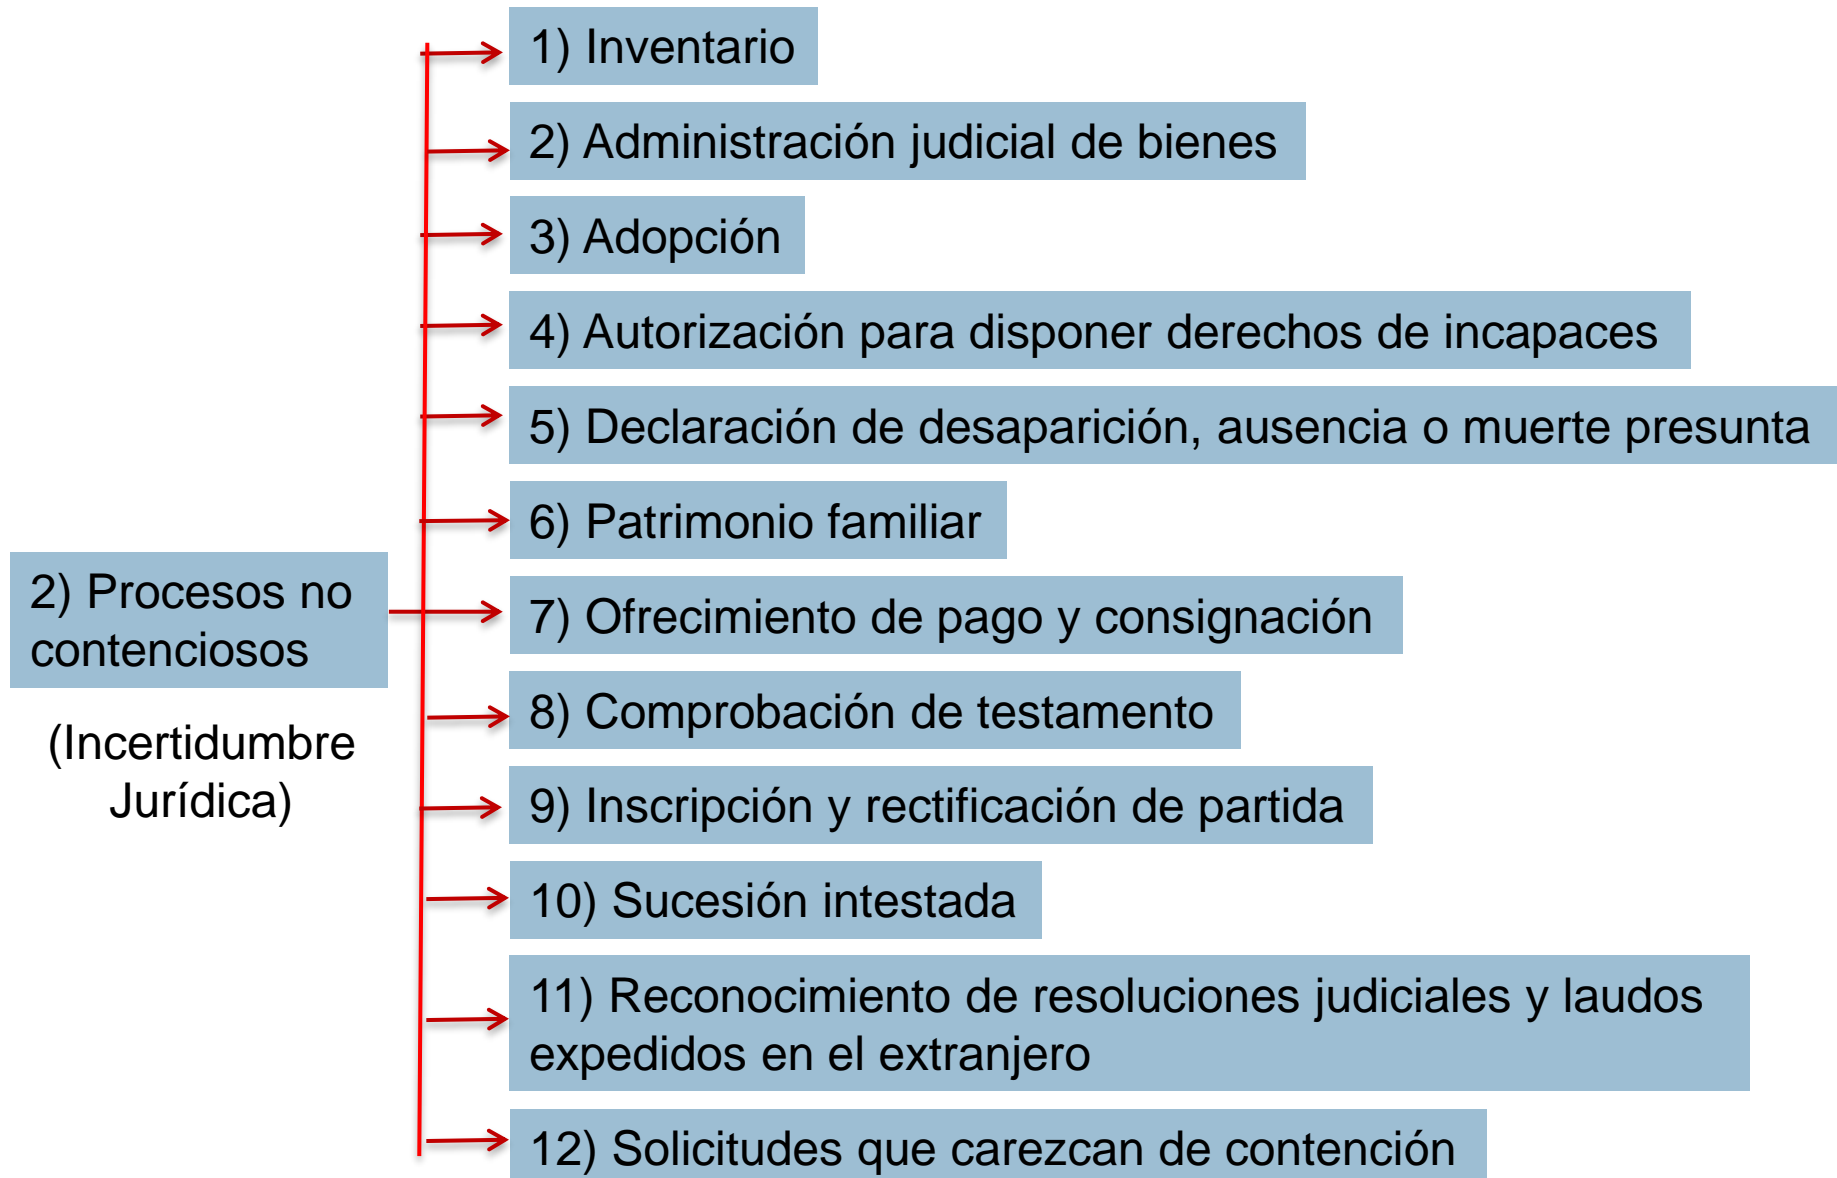 1) Inventario
2) Administración judicial de bienes
3) Adopción
4) Autorización para disponer derechos de incapaces
5) Declaración de desaparición, ausencia o muerte presunta
6) Patrimonio familiar
2) Procesos no
contenciosos
(Incertidumbre
Jurídica)
7) Ofrecimiento de pago y consignación
8) Comprobación de testamento
9) Inscripción y rectificación de partida
10) Sucesión intestada
11) Reconocimiento de resoluciones judiciales y laudos
expedidos en el extranjero
12) Solicitudes que carezcan de contención